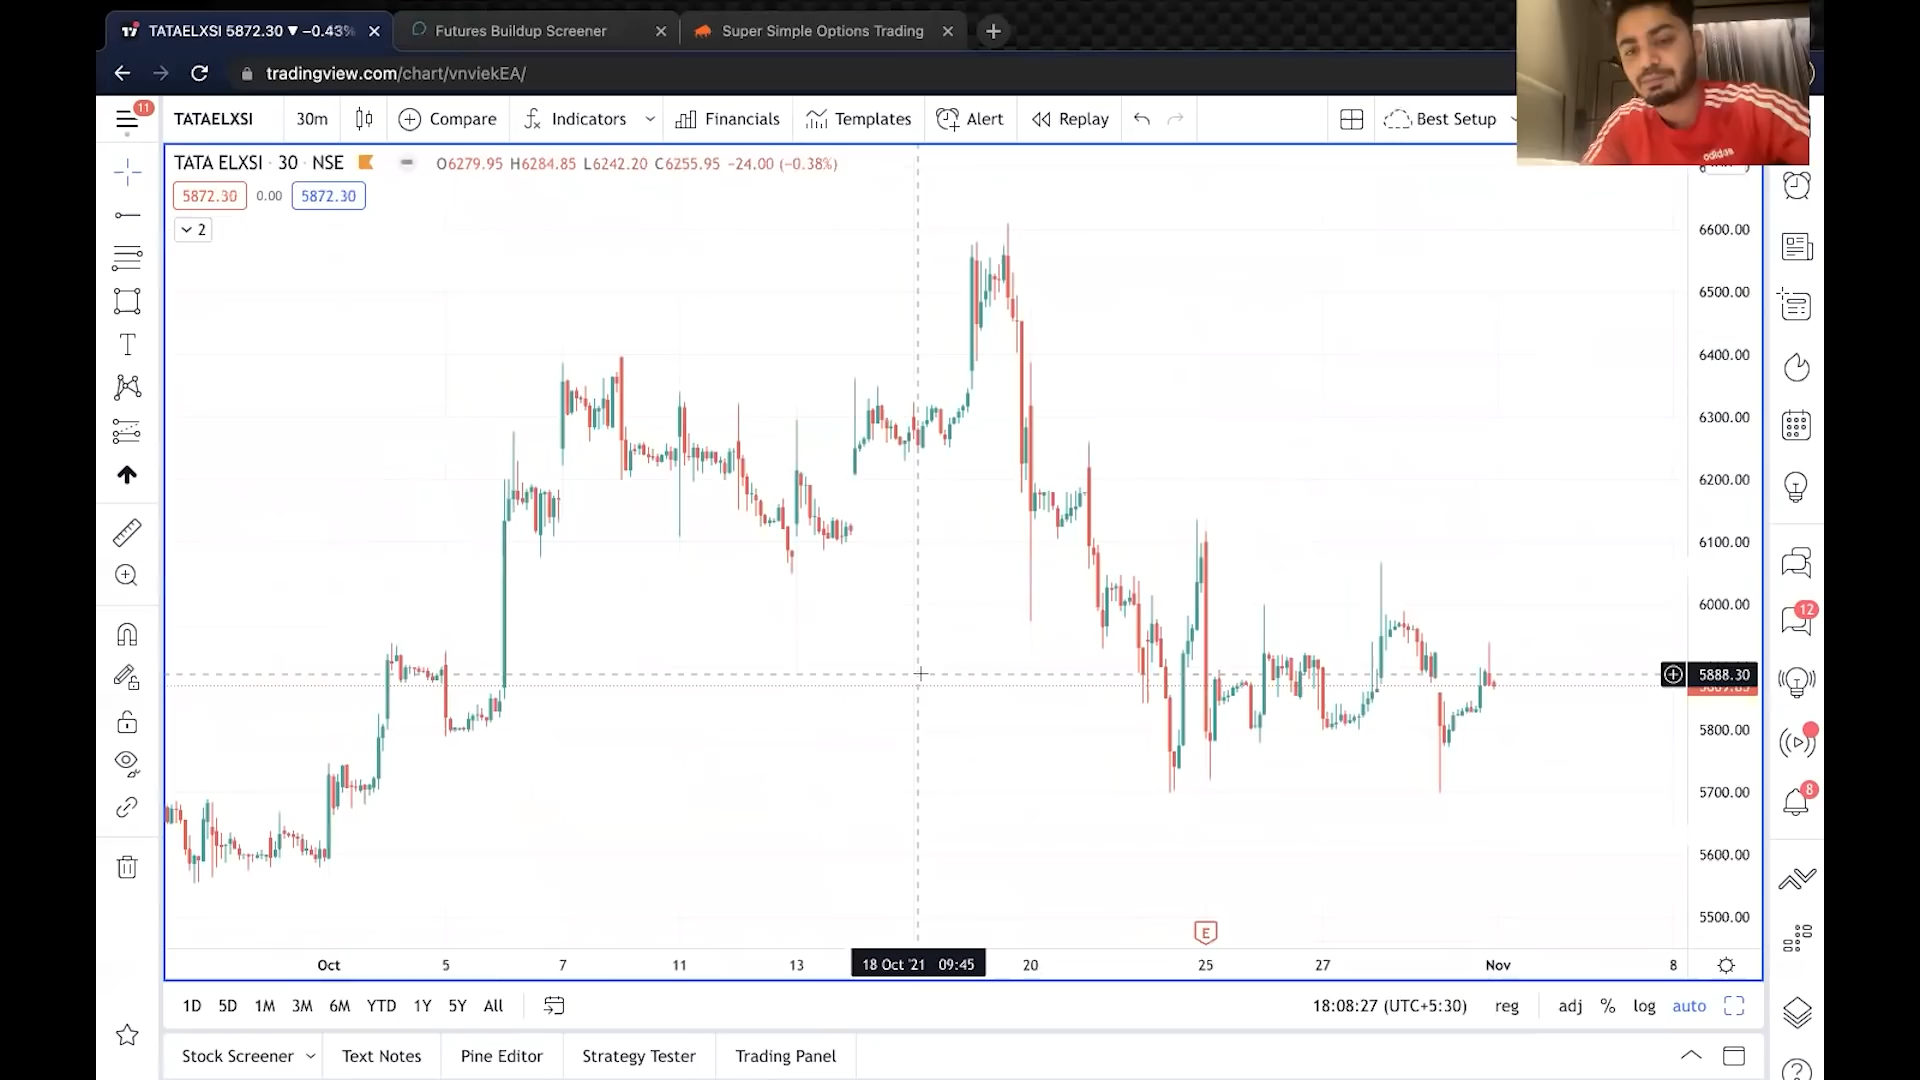 TATAELXSI 5872.30 ▼ −0.43%
Futures Buildup Screener
Super Simple Options Trading
tradingview.com/chart/vnviekEA/
11
TATAELXSI
30m
Compare
Indicators
Financials
Templates
Alert
Replay
Best Setup
adidas
TATA ELXSI · 30 · NSE
O6279.95 H6284.85 L6242.20 C6255.95 −24.00 (−0.38%)
5872.30 0.00 5872.30
2
6600.00
6500.00
6400.00
6300.00
6200.00
6100.00
6000.00
5888.30
5800.00
5700.00
5600.00
5500.00
12
8
E
Oct 5 7 11 13 18 Oct '21 09:45 20 25 27 Nov 8
1D 5D 1M 3M 6M YTD 1Y 5Y All
18:08:27 (UTC+5:30) reg adj % log auto
Stock Screener Text Notes Pine Editor Strategy Tester Trading Panel